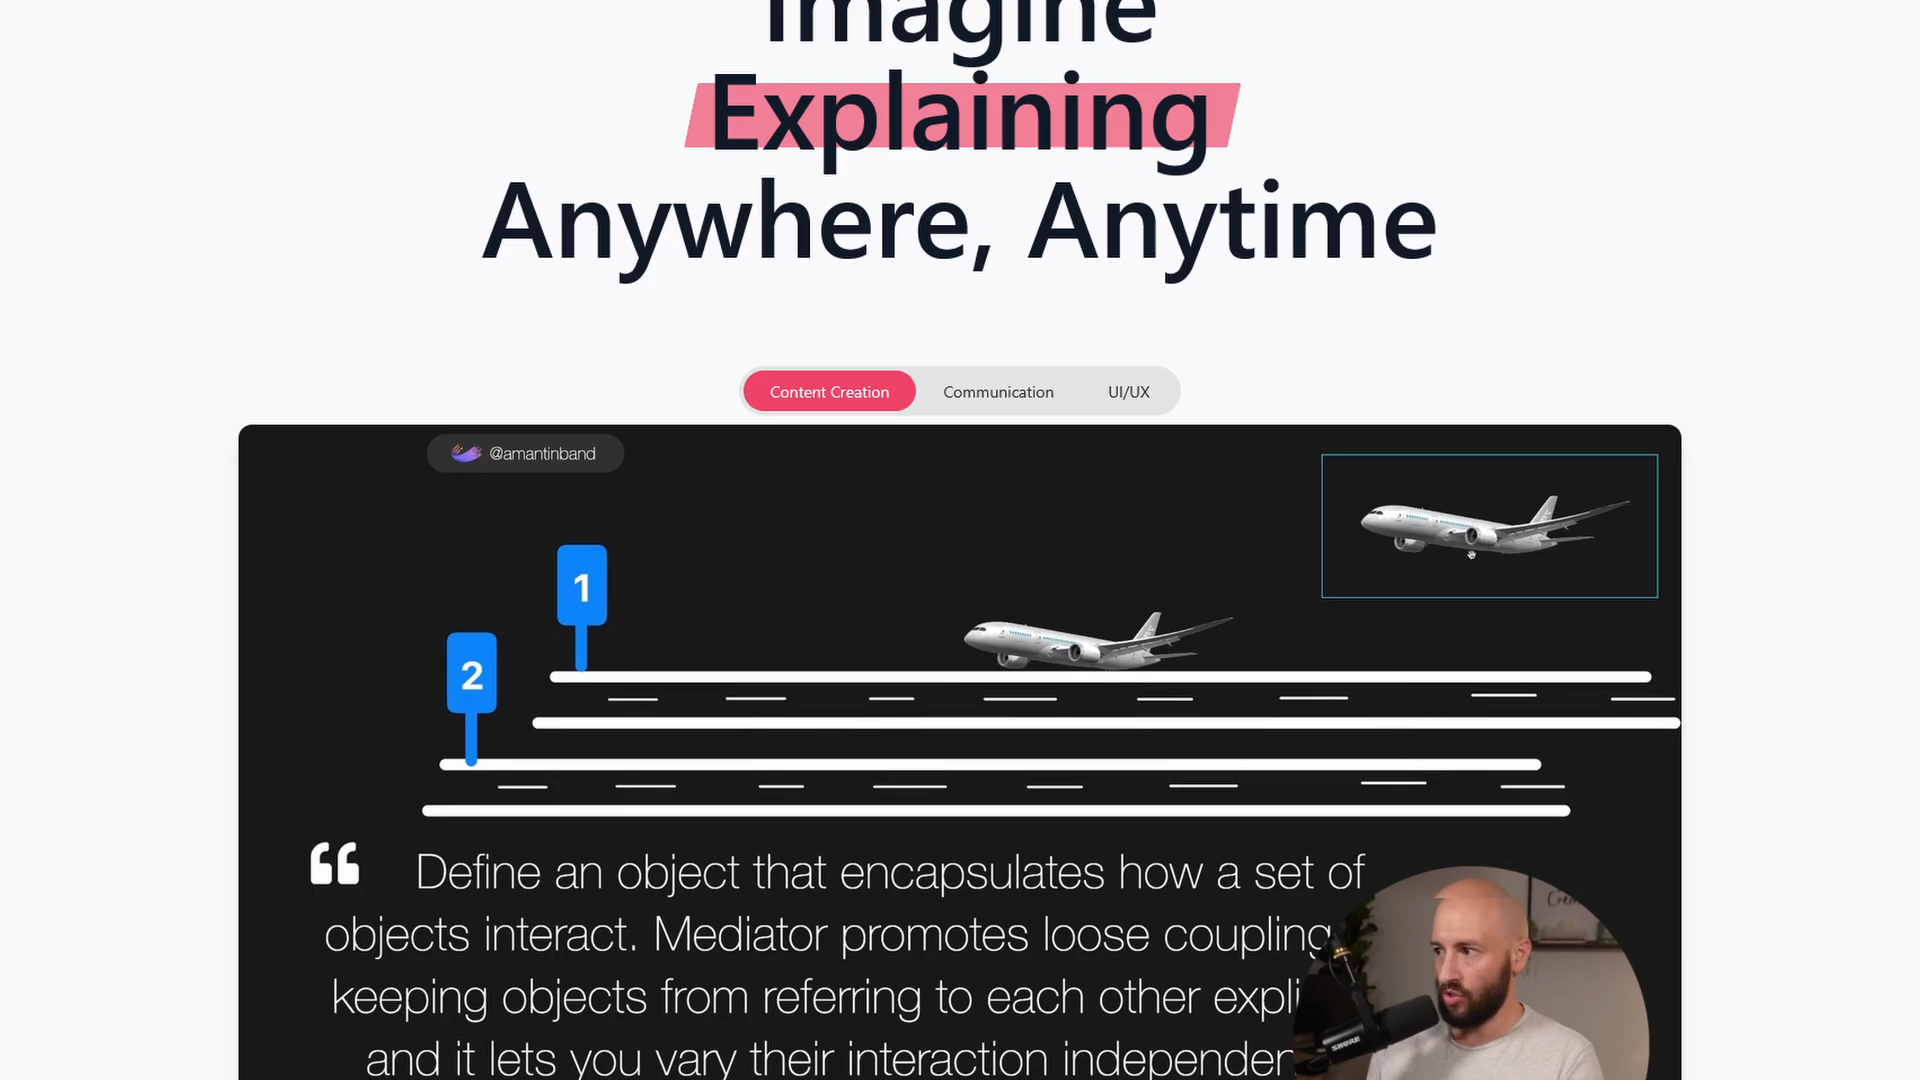 Imagine
Explaining
Anywhere, Anytime
Content Creation Communication UI/UX
@amantinband
1
2
“ Define an object that encapsulates how a set of
objects interact. Mediator promotes loose coupling
keeping objects from referring to each other
and it lets you vary their interaction
SHURE